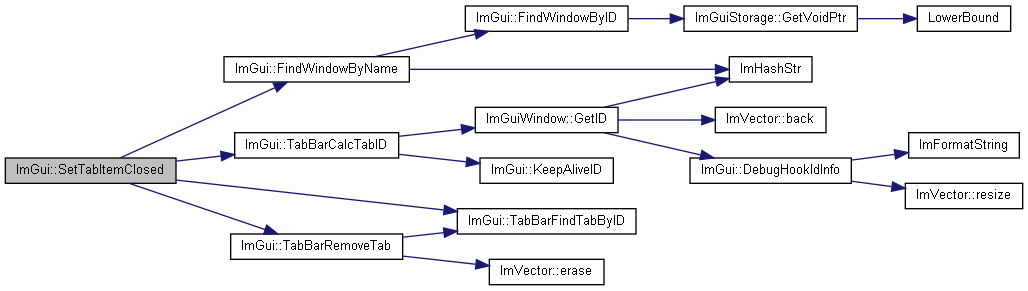 ImGui::SetTabItemClosed
ImGui::FindWindowByName
ImGui::FindWindowByID
ImGuiStorage::GetVoidPtr
LowerBound
ImHashStr
ImGui::TabBarCalcTabID
ImGuiWindow::GetID
ImVector::back
ImGui::DebugHookIdInfo
ImFormatString
ImVector::resize
ImGui::KeepAliveID
ImGui::TabBarFindTabByID
ImGui::TabBarRemoveTab
ImVector::erase